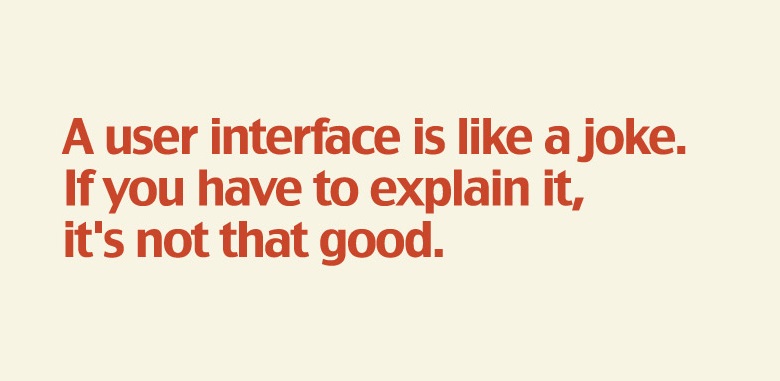 A user interface is like a joke.
If you have to explain it,
it's not that good.